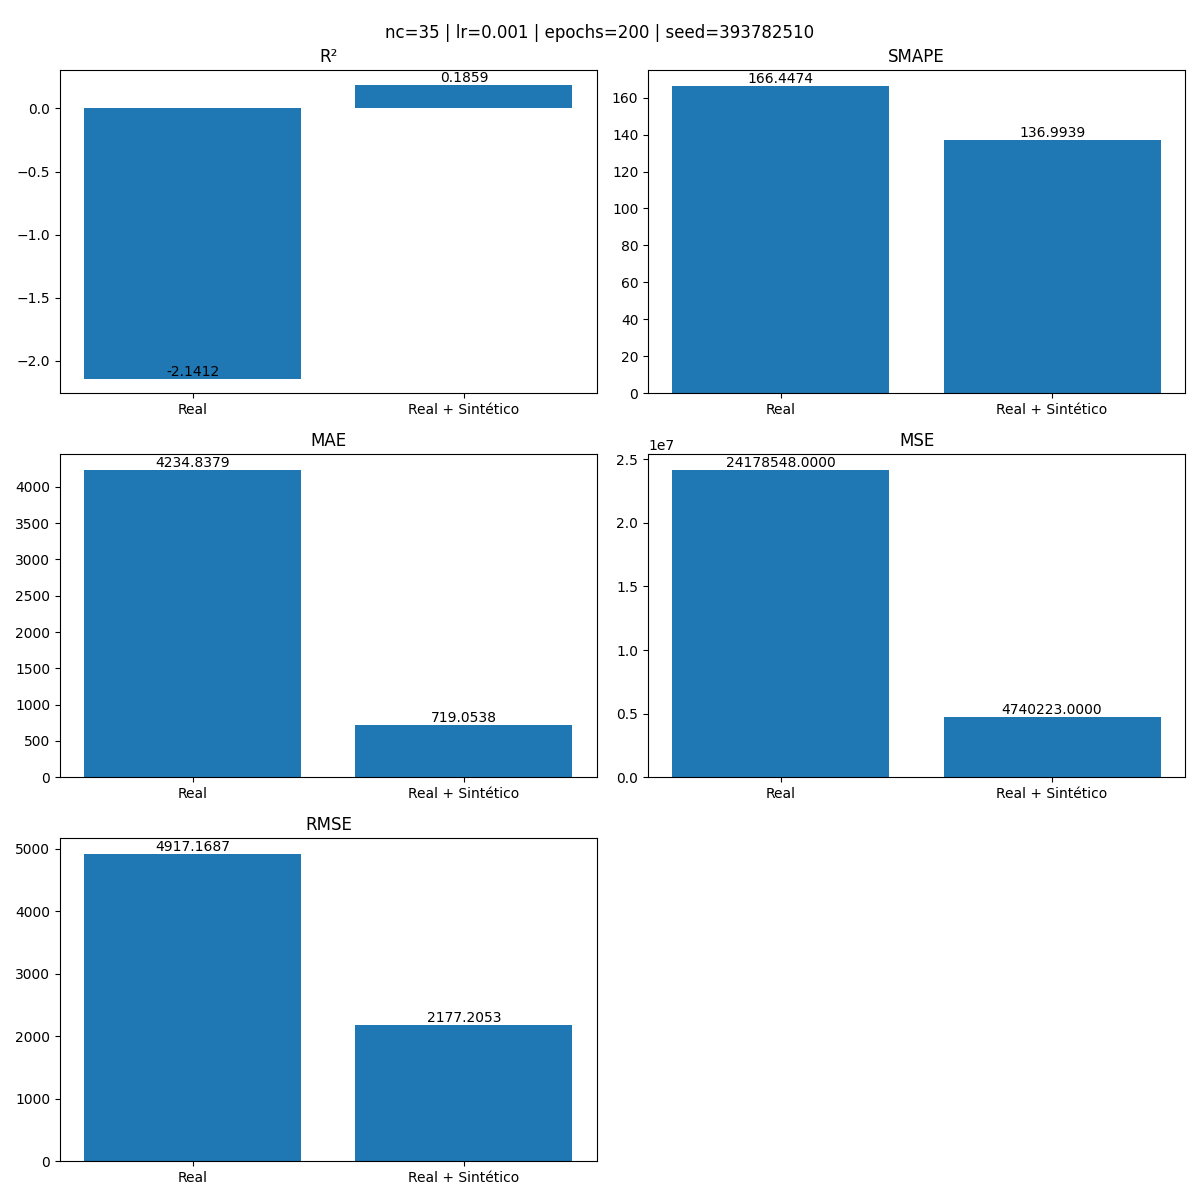 nc=35 | lr=0.001 | epochs=200 | seed=393782510
R²
0.1859
0.0
−0.5
−1.0
−1.5
−2.0
-2.1412
Real
Real + Sintético
SMAPE
166.4474
136.9939
160
140
120
100
80
60
40
20
0
Real
Real + Sintético
MAE
4234.8379
719.0538
4000
3500
3000
2500
2000
1500
1000
500
0
Real
Real + Sintético
MSE
1e7
24178548.0000
4740223.0000
2.5
2.0
1.5
1.0
0.5
0.0
Real
Real + Sintético
RMSE
4917.1687
2177.2053
5000
4000
3000
2000
1000
0
Real
Real + Sintético